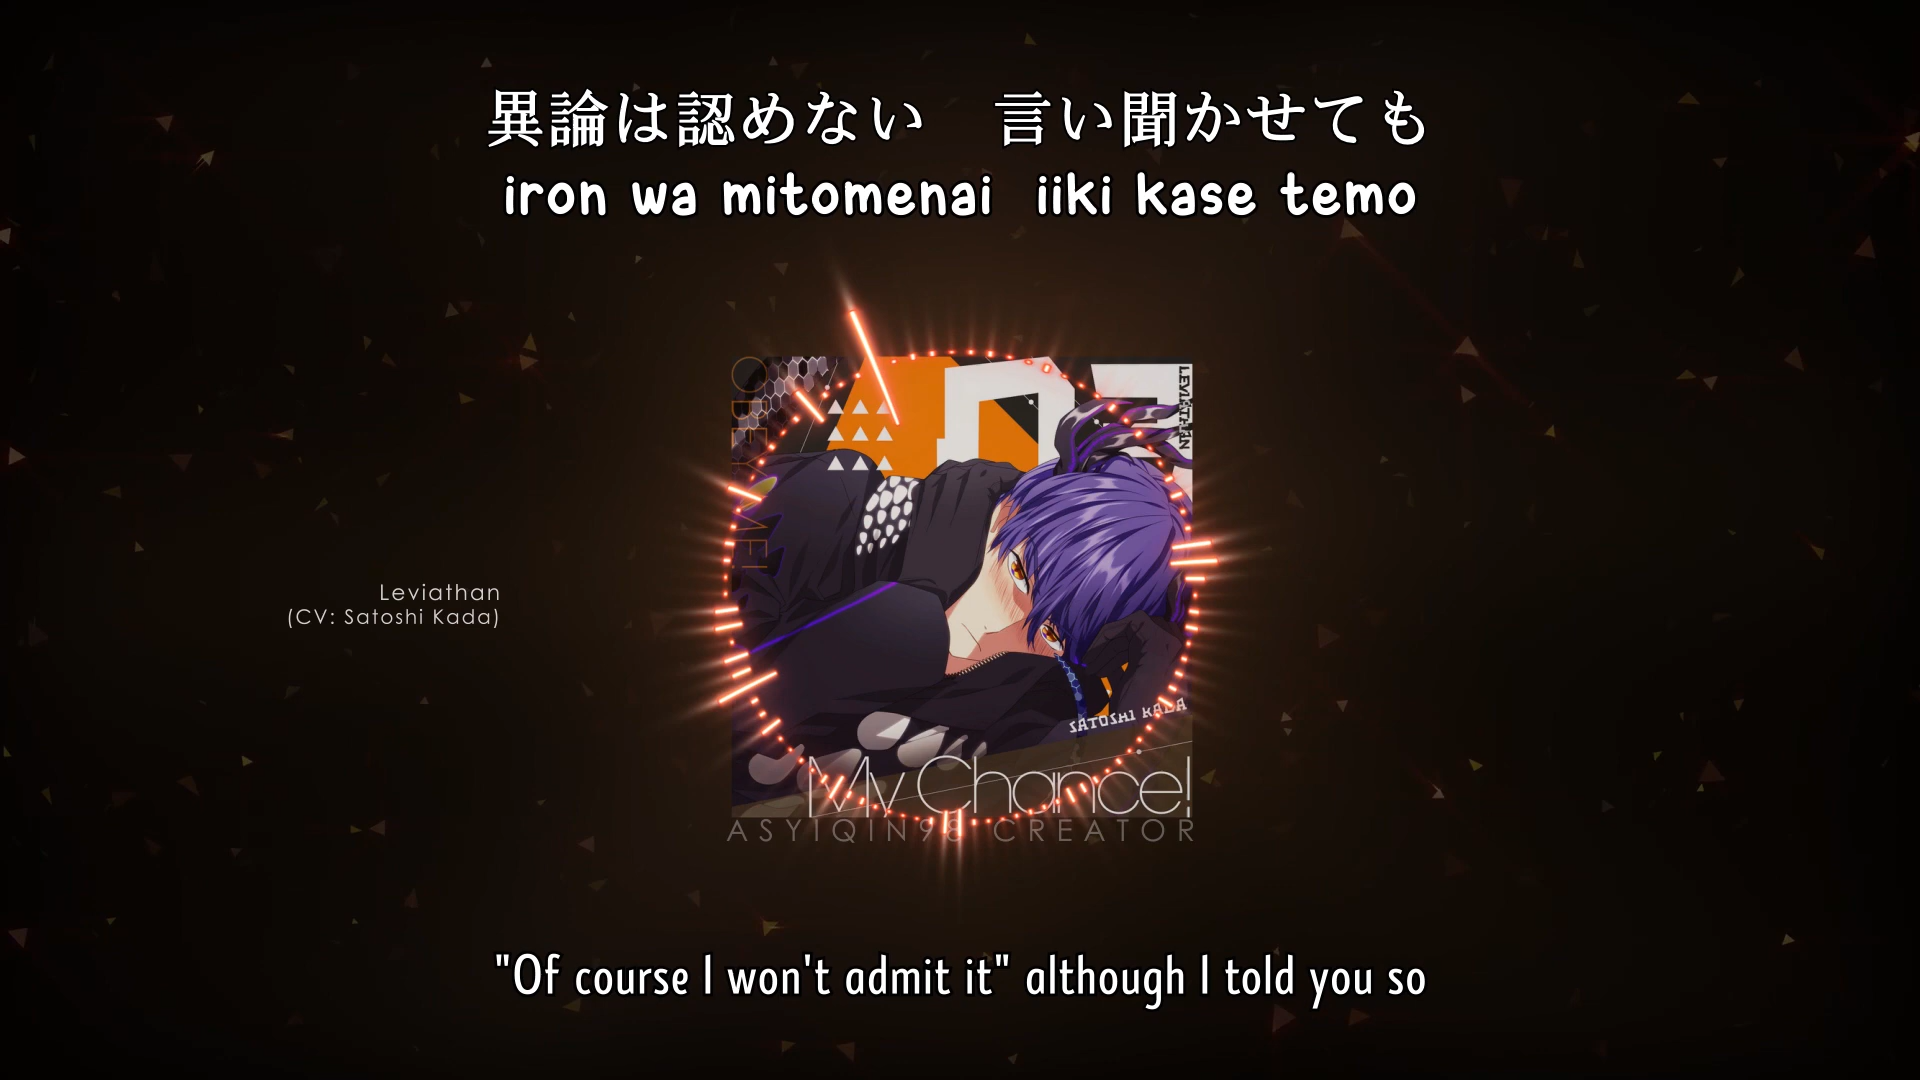 異論は認めない　言い聞かせても
iron wa mitomenai  iiki kase temo
OBEY ME!
LEVIATHAN
Leviathan
(CV: Satoshi Kada)
SATOSHI KADA
My Chance!
ASYIQIN98 CREATOR
"Of course I won't admit it" although I told you so